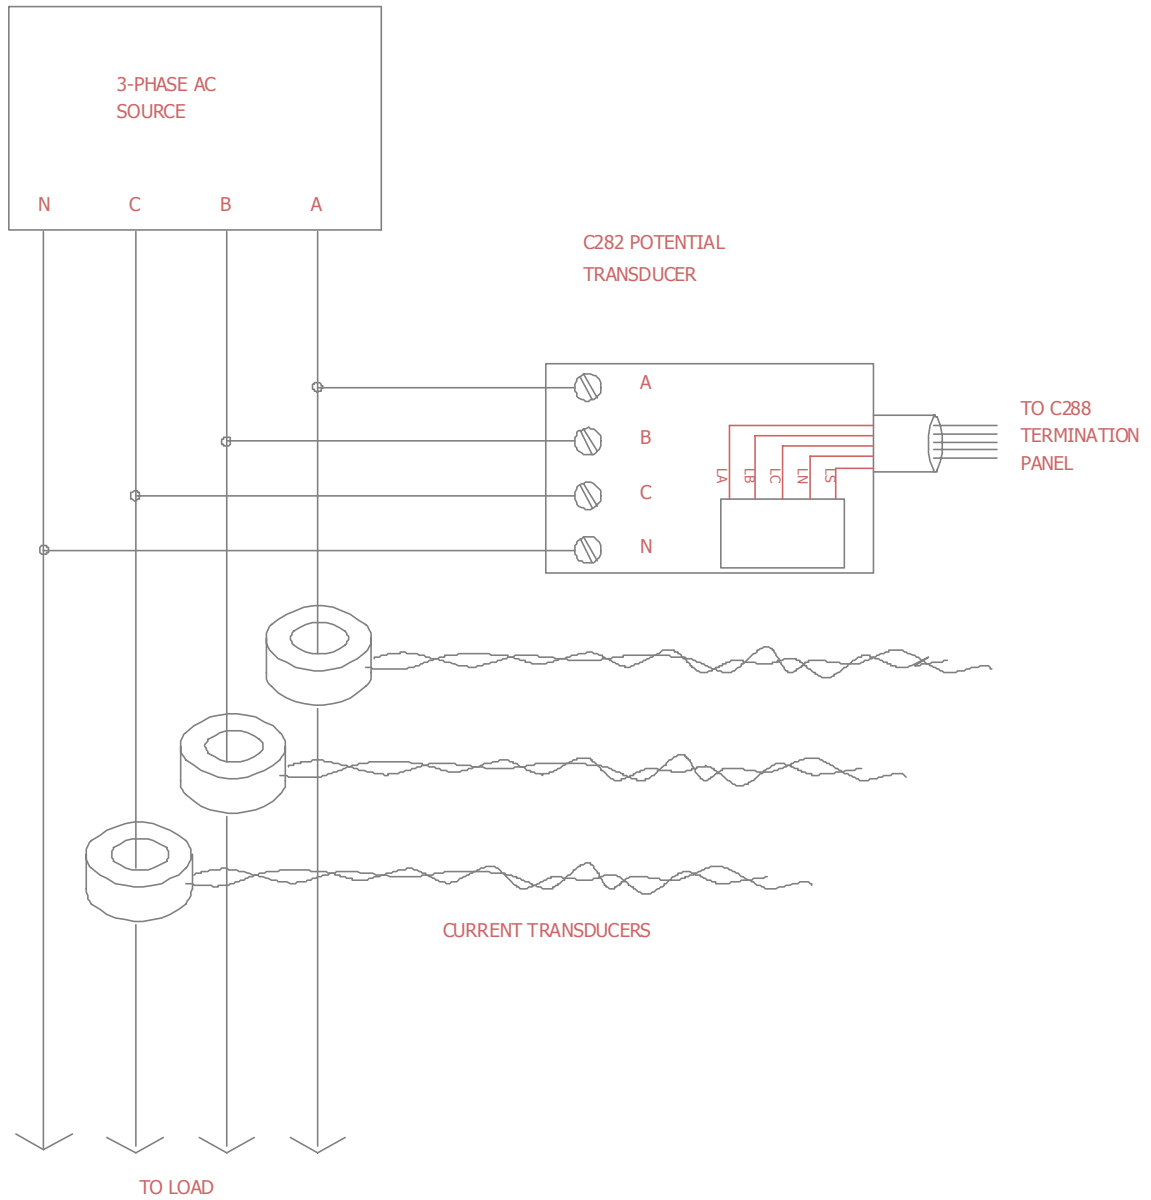 3-PHASE AC
SOURCE
N C B A
C282 POTENTIAL
TRANSDUCER
A
B
C
N
LA LB LC LN LS
TO C288
TERMINATION
PANEL
CURRENT TRANSDUCERS
TO LOAD